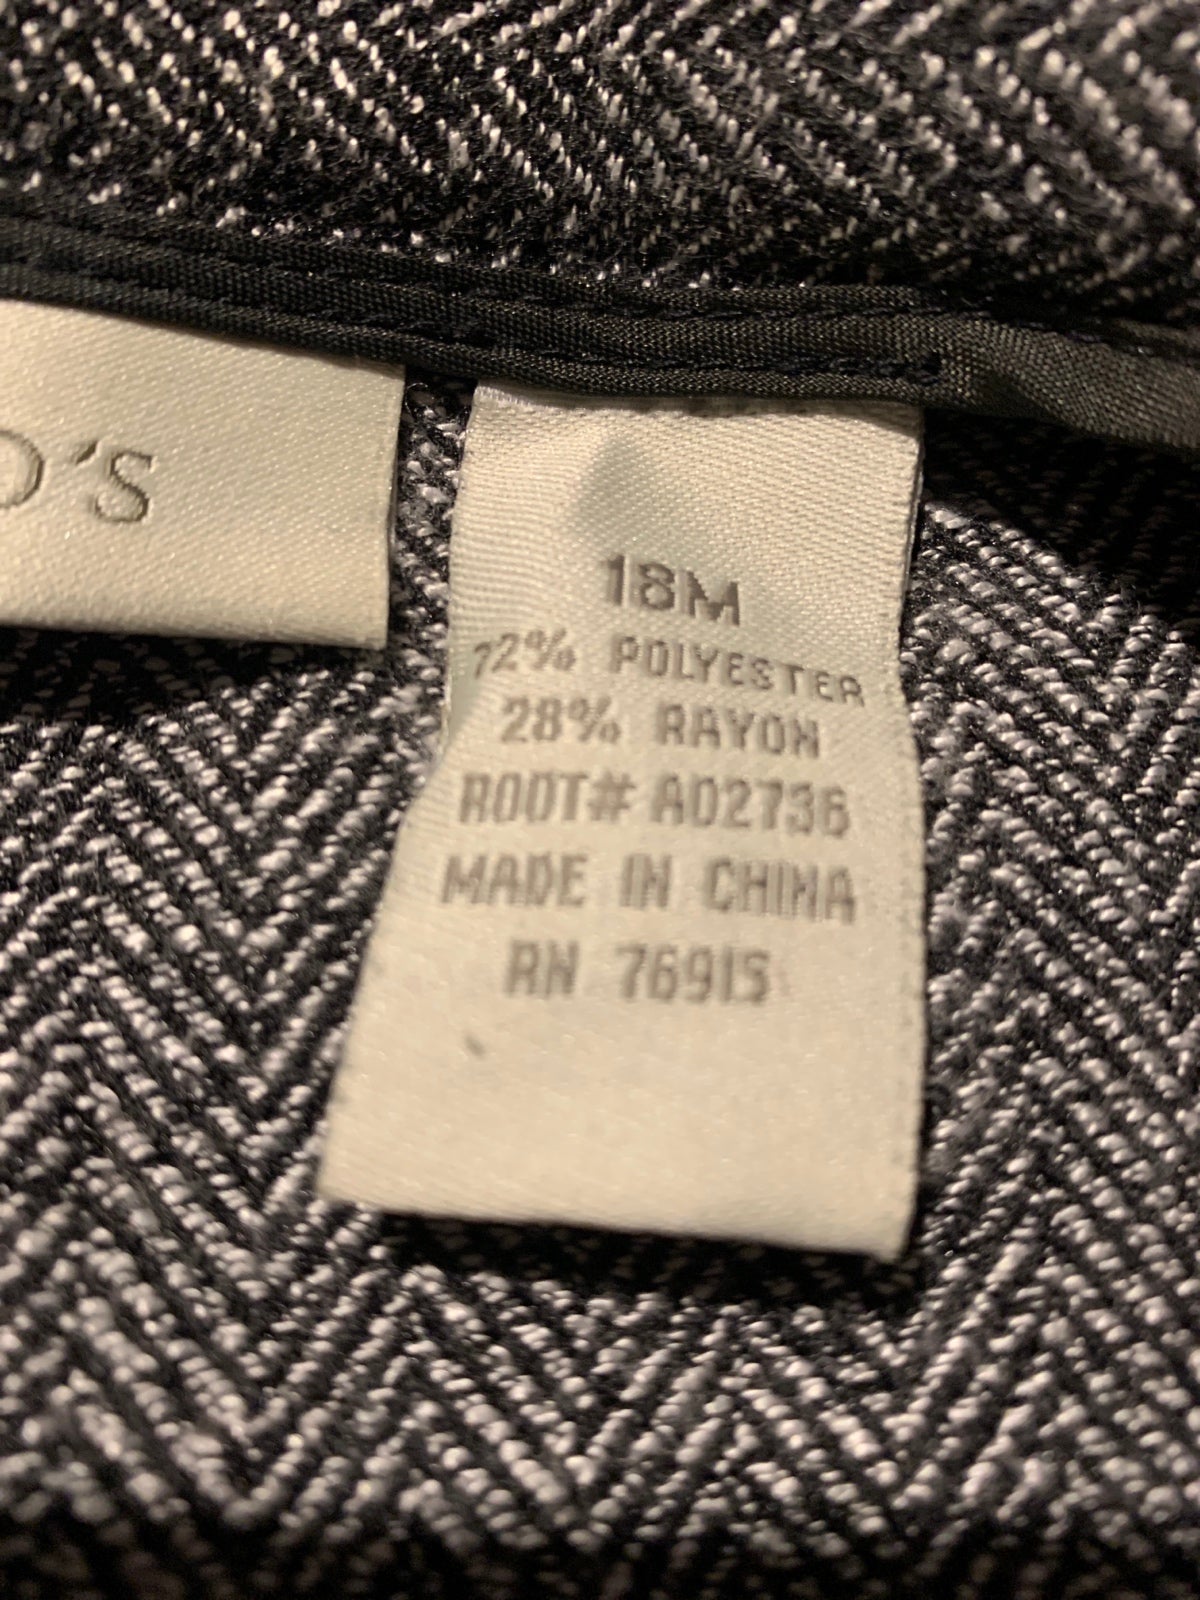 O'S
18M
72% POLYESTER
28% RAYON
ROOT# A02736
MADE IN CHINA
RN 76915